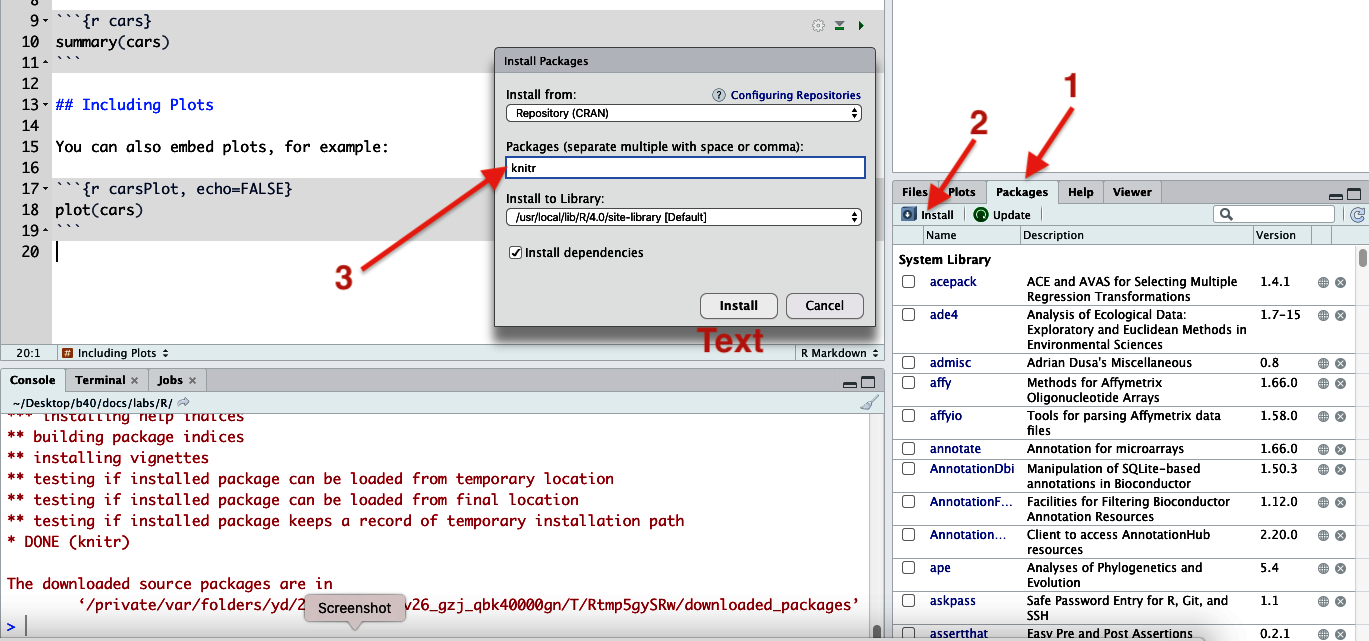 8
9 ```{r cars}
10 summary(cars)
11 ```
12
13 ## Including Plots
14
15 You can also embed plots, for example:
16
17 ```{r carsPlot, echo=FALSE}
18 plot(cars)
19 ```
20
20:1 # Including Plots R Markdown
Install Packages
Install from: ? Configuring Repositories
Repository (CRAN)
Packages (separate multiple with space or comma):
knitr
Install to Library:
/usr/local/lib/R/4.0/site-library [Default]
Install dependencies
Install Cancel
Text
1
2
3
Console Terminal Jobs
~/Desktop/b40/docs/labs/R/
*** installing help indices
** building package indices
** installing vignettes
** testing if installed package can be loaded from temporary location
** testing if installed package can be loaded from final location
** testing if installed package keeps a record of temporary installation path
* DONE (knitr)
The downloaded source packages are in
‘/private/var/folders/yd/2 v26_gzj_qbk40000gn/T/Rtmp5gySRw/downloaded_packages’
Screenshot
>
Files Plots Packages Help Viewer
Install Update
Name Description Version
System Library
acepack ACE and AVAS for Selecting Multiple 1.4.1
Regression Transformations
ade4 Analysis of Ecological Data: 1.7-15
Exploratory and Euclidean Methods in
Environmental Sciences
admisc Adrian Dusa's Miscellaneous 0.8
affy Methods for Affymetrix 1.66.0
Oligonucleotide Arrays
affyio Tools for parsing Affymetrix data 1.58.0
files
annotate Annotation for microarrays 1.66.0
AnnotationDbi Manipulation of SQLite-based 1.50.3
annotations in Bioconductor
AnnotationF... Facilities for Filtering Bioconductor 1.12.0
Annotation Resources
Annotation... Client to access AnnotationHub 2.20.0
resources
ape Analyses of Phylogenetics and 5.4
Evolution
askpass Safe Password Entry for R, Git, and 1.1
SSH
assertthat Easy Pre and Post Assertions 0.2.1